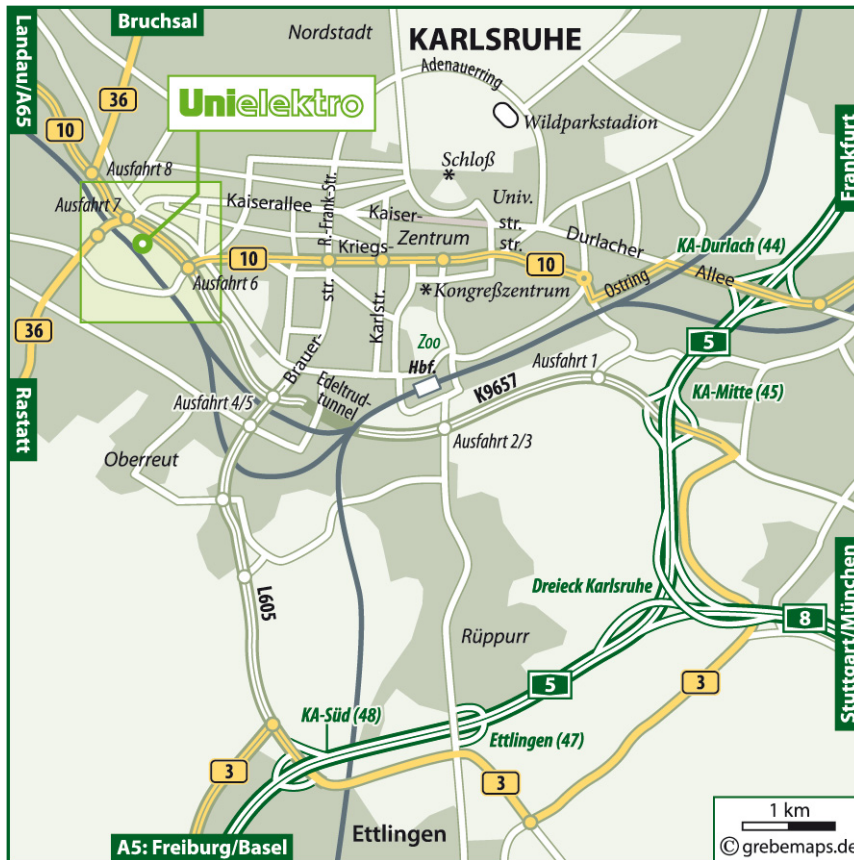 Landau/A65
Bruchsal
Nordstadt
KARLSRUHE
Adenauerring
36
Unielektro
10
Wildparkstadion
Frankfurt
Ausfahrt 8
Schloß
Kaiserallee
R.-Frank-Str.
Kaiser-
Univ.
str.
Ausfahrt 7
Kriegs-
Zentrum
str.
Durlacher
KA-Durlach (44)
10
10
Allee
Ausfahrt 6
Ostring
Kongreßzentrum
str.
Karlstr.
36
5
Zoo
Hbf.
Brauer-
Ausfahrt 1
Rastatt
Edeltrud-
tunnel
K9657
KA-Mitte (45)
Ausfahrt 4/5
Ausfahrt 2/3
Oberreut
L605
Dreieck Karlsruhe
8
Stuttgart/München
Rüppurr
5
3
KA-Süd (48)
Ettlingen (47)
3
1 km
Ettlingen
A5: Freiburg/Basel
© grebemaps.de